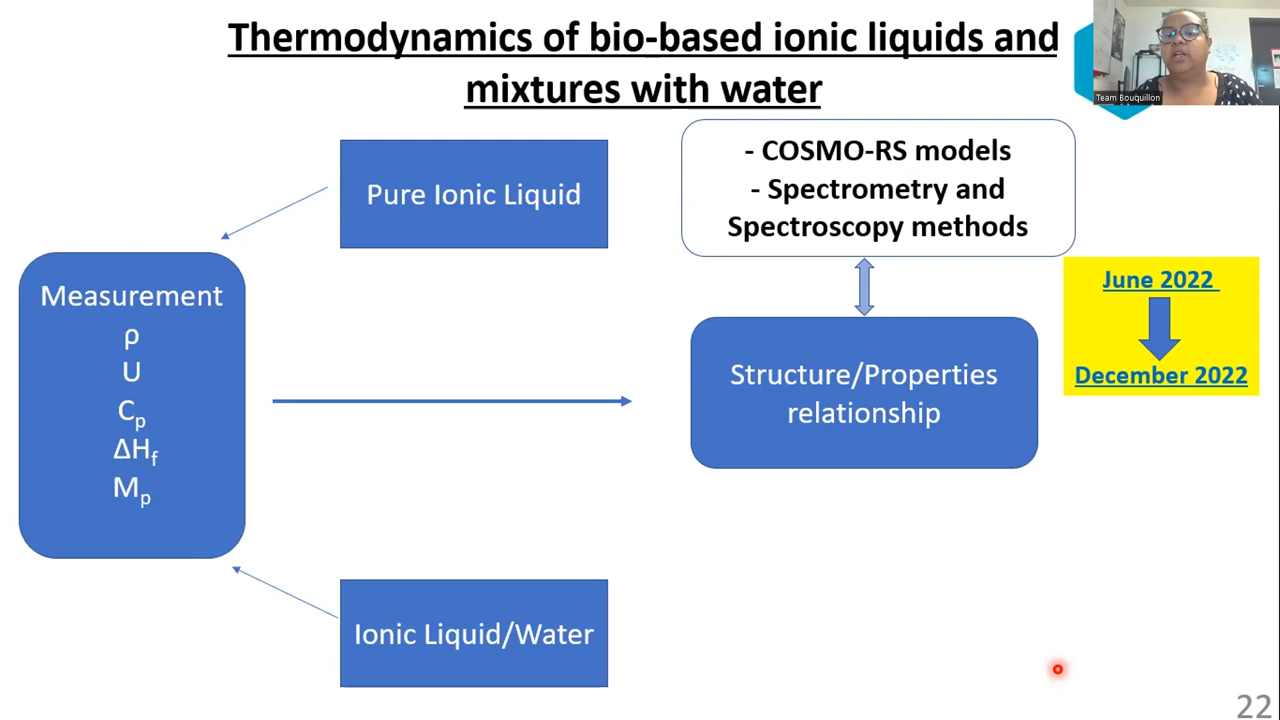 Thermodynamics of bio-based ionic liquids and
mixtures with water
Team Bouquillon
Pure Ionic Liquid
- COSMO-RS models
- Spectrometry and
Spectroscopy methods
Measurement
ρ
U
Cp
ΔHf
Mp
June 2022
December 2022
Structure/Properties
relationship
Ionic Liquid/Water
22